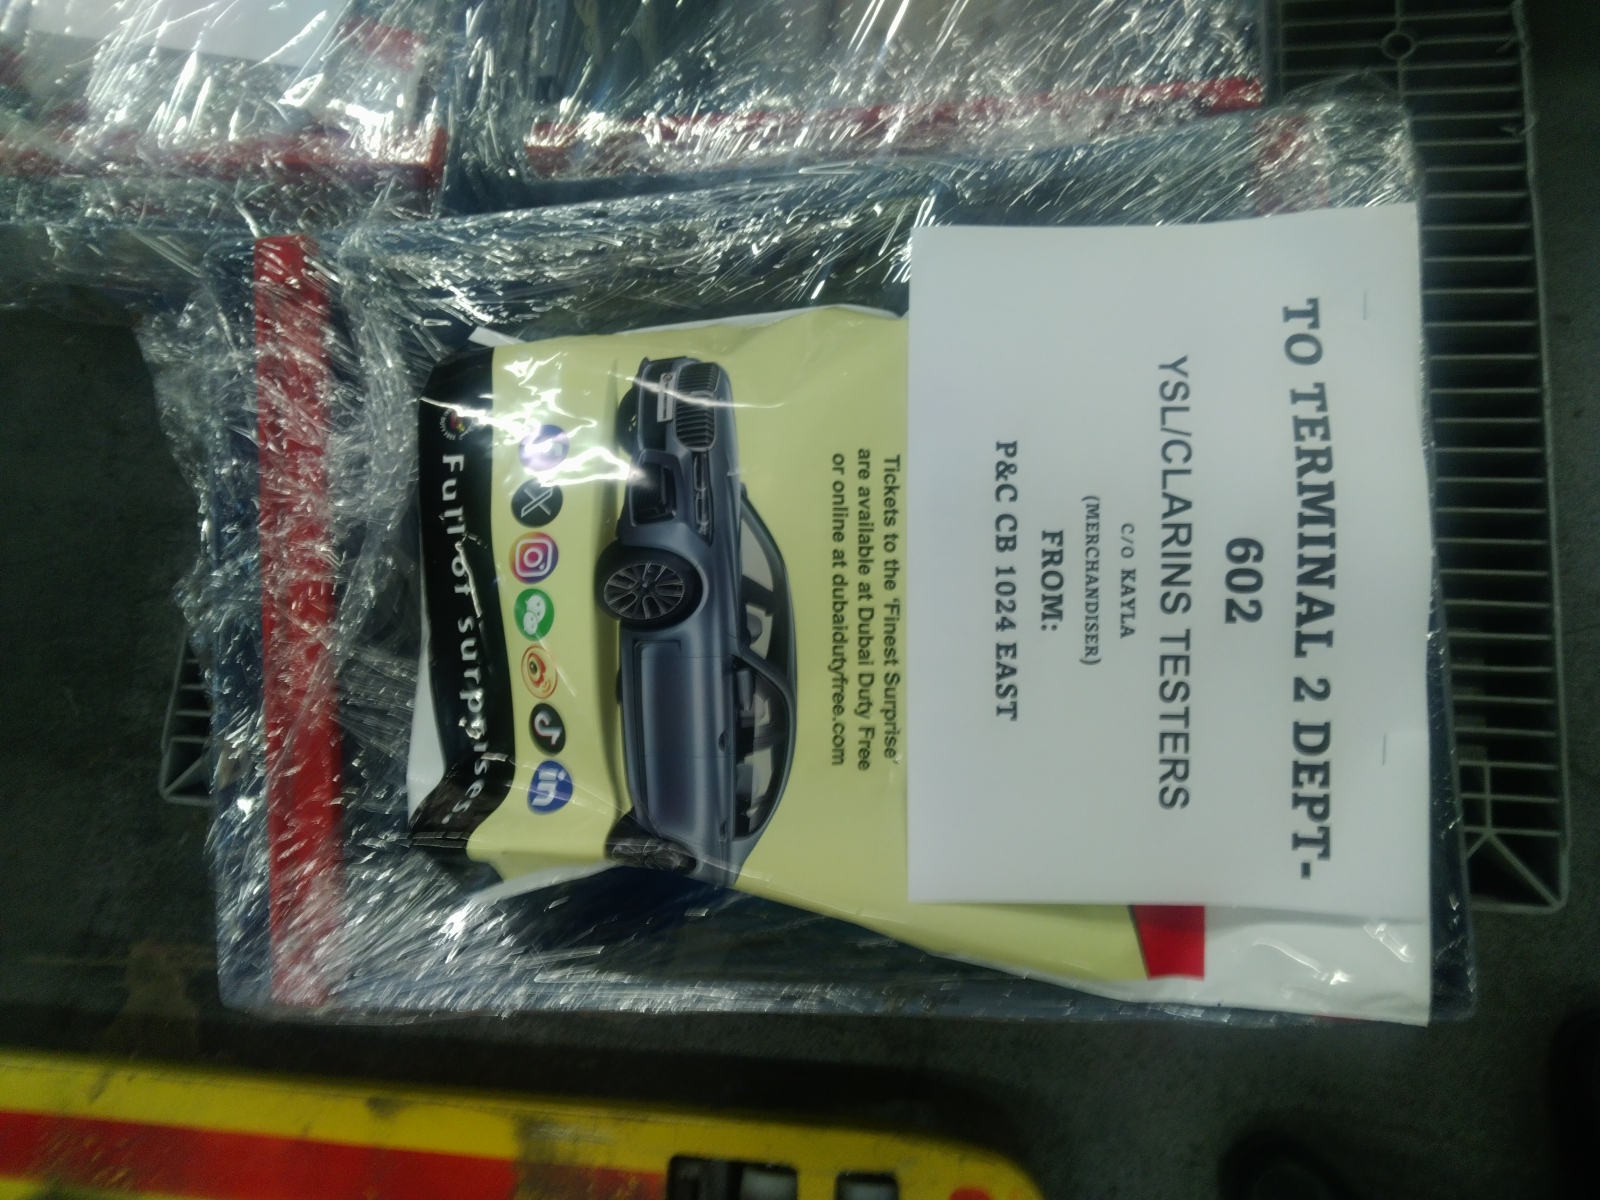 TO TERMINAL 2 DEPT-
602
YSL/CLARINS TESTERS
C/O KAYLA
(MERCHANDISER)
FROM:
P&C CB 1024 EAST
Tickets to the 'Finest Surprise'
are available at Dubai Duty Free
or online at dubaidutyfree.com
in
Full of surprises.